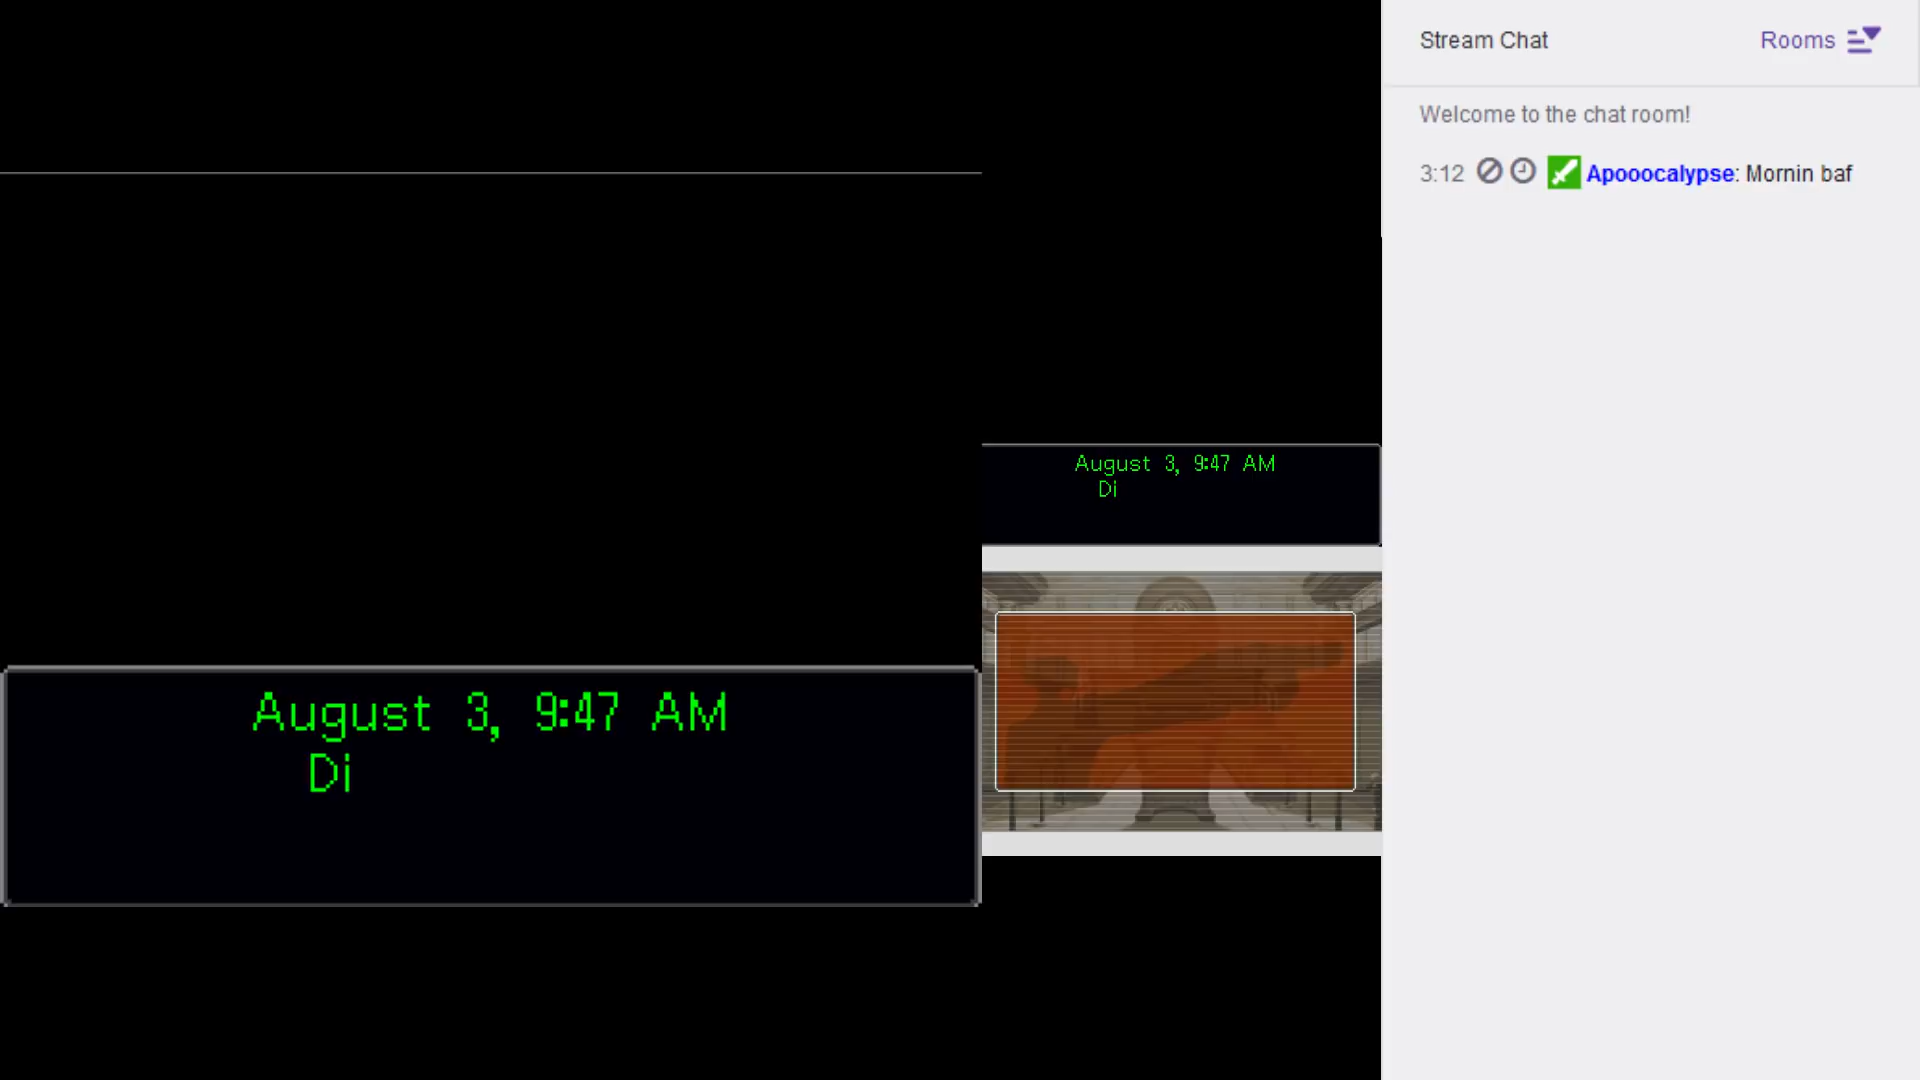 August 3, 9:47 AM
Di
August 3, 9:47 AM
Di
Stream Chat
Rooms
Welcome to the chat room!
3:12 Apooocalypse: Mornin baf